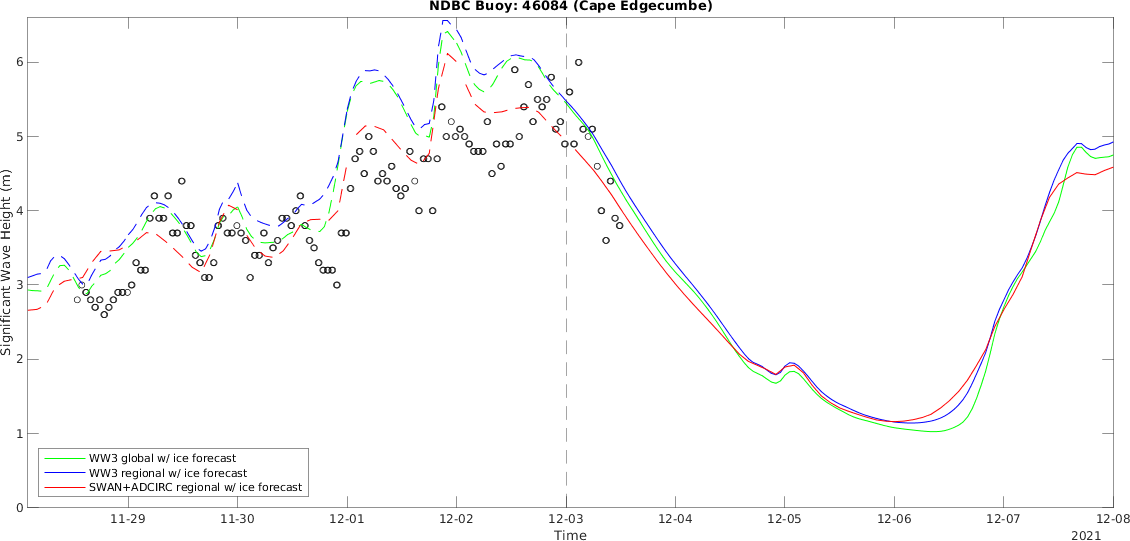 NDBC Buoy: 46084 (Cape Edgecumbe)
Significant Wave Height (m)
6
5
4
3
2
1
0
WW3 global w/ ice forecast
WW3 regional w/ ice forecast
SWAN+ADCIRC regional w/ ice forecast
11-29 11-30 12-01 12-02 12-03 12-04 12-05 12-06 12-07 12-08
Time
2021